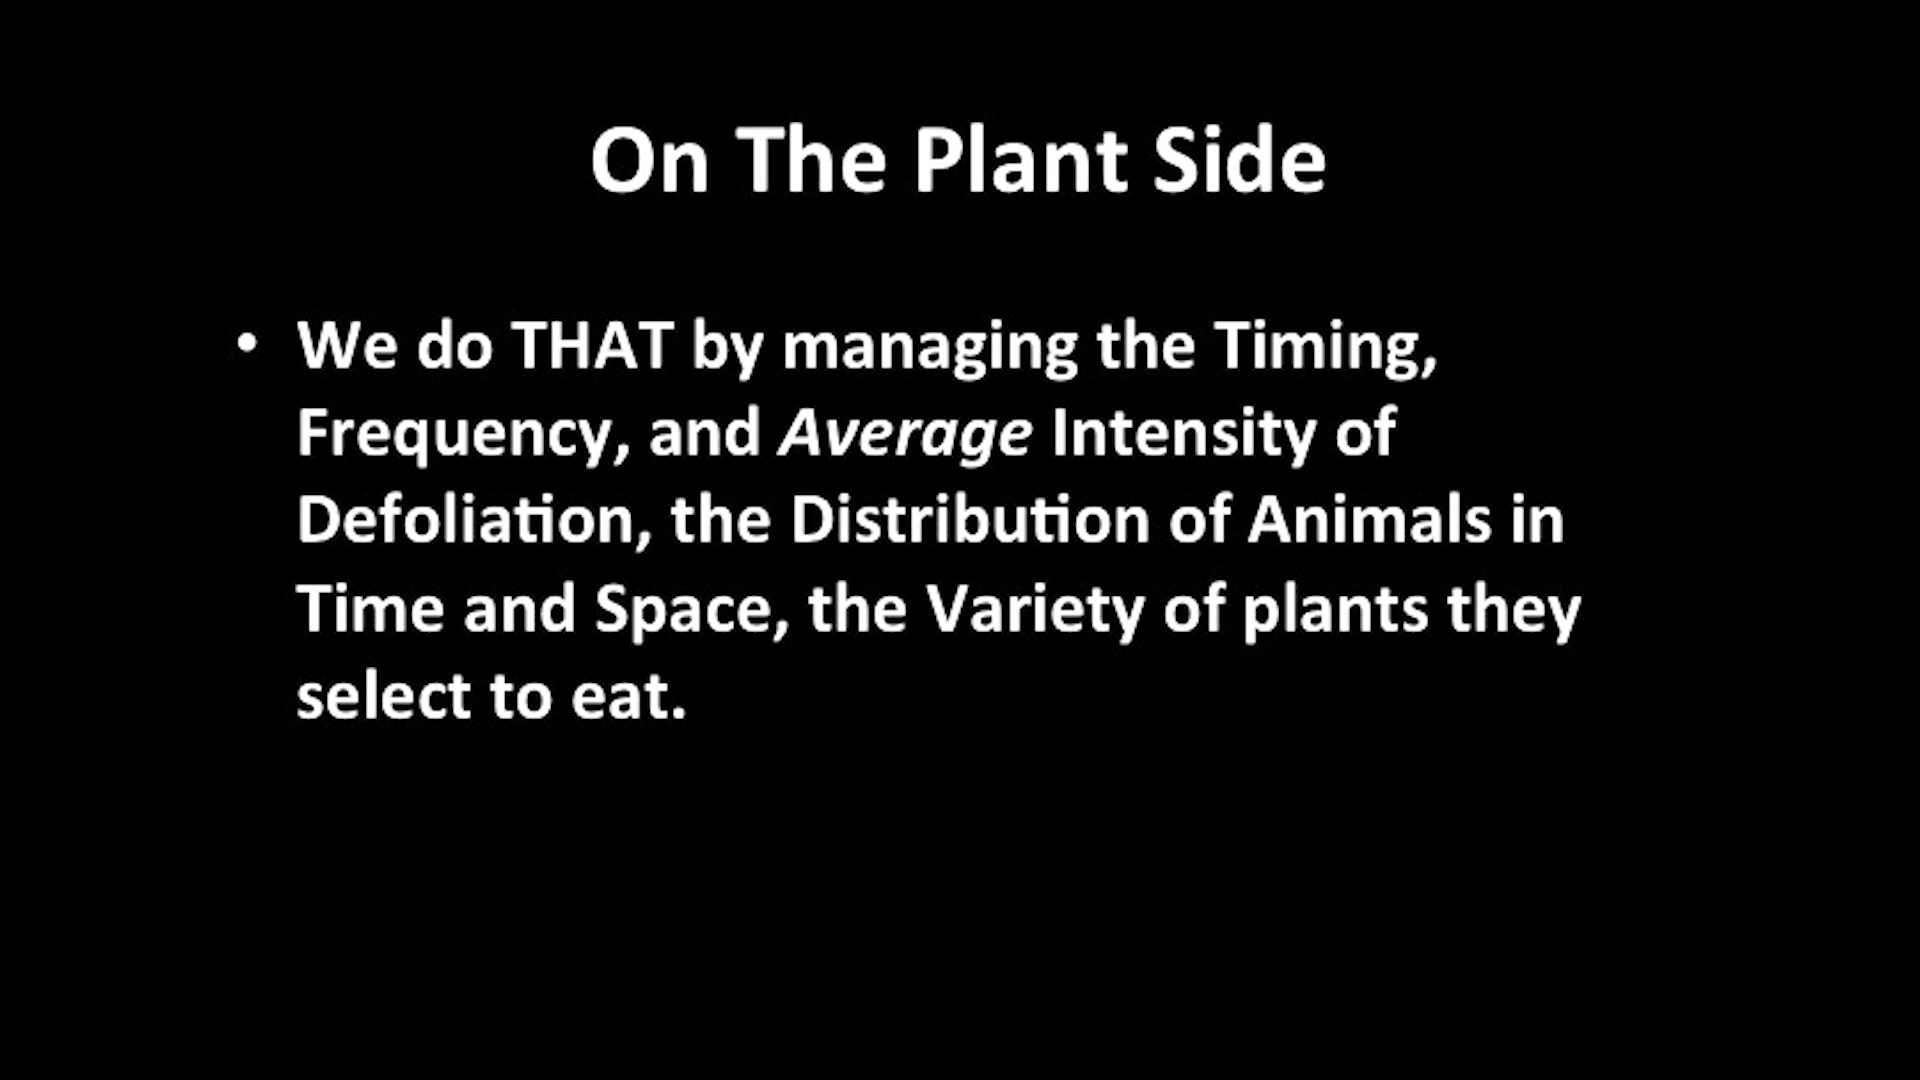 On The Plant Side
• We do THAT by managing the Timing,
Frequency, and Average Intensity of
Defoliation, the Distribution of Animals in
Time and Space, the Variety of plants they
select to eat.